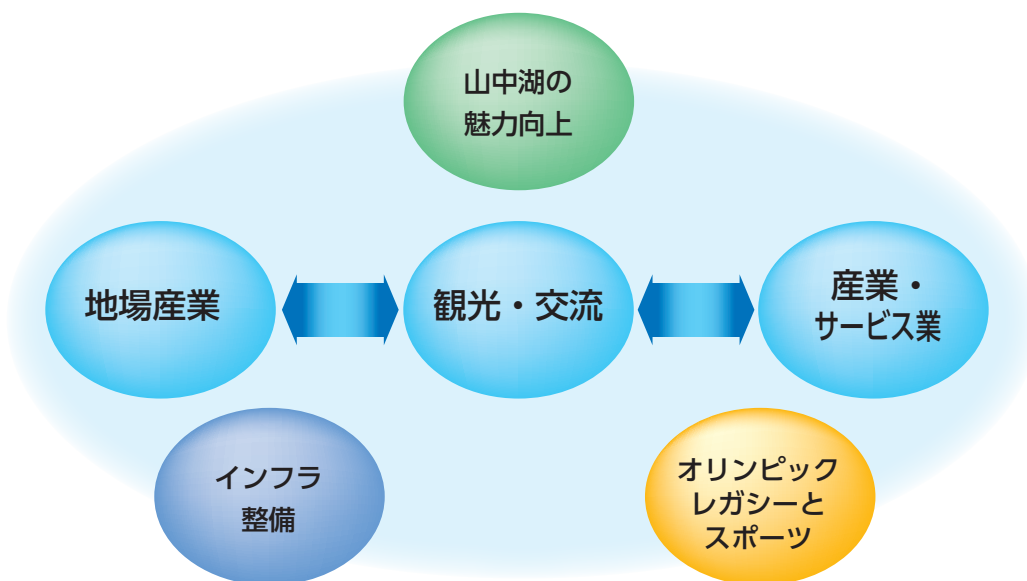 山中湖の
魅力向上
地場産業
観光・交流
産業・
サービス業
インフラ
整備
オリンピック
レガシーと
スポーツ